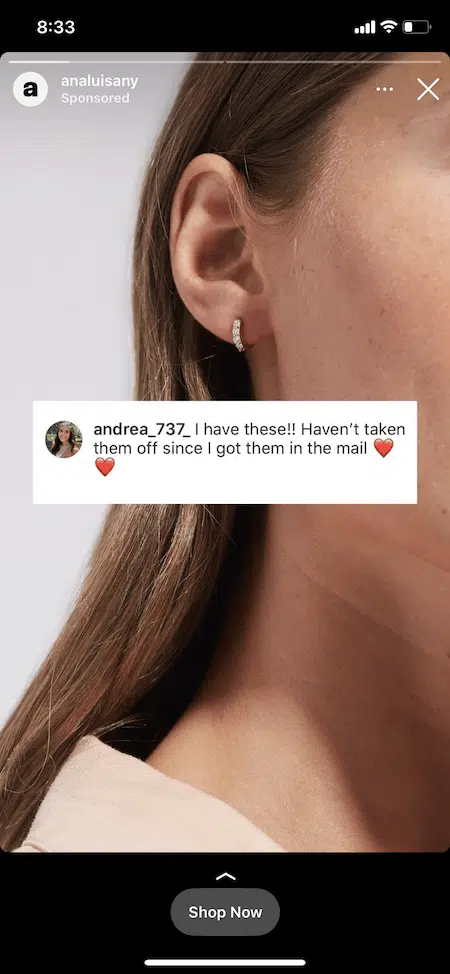 8:33
a
analuisany
Sponsored
andrea_737_ I have these!! Haven’t taken
them off since I got them in the mail ❤️
❤️
Shop Now